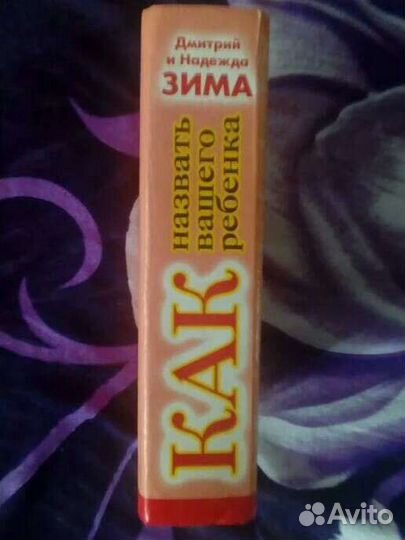 Дмитрий
и Надежда
ЗИМА
КАК
назвать
вашего
ребенка
Avito